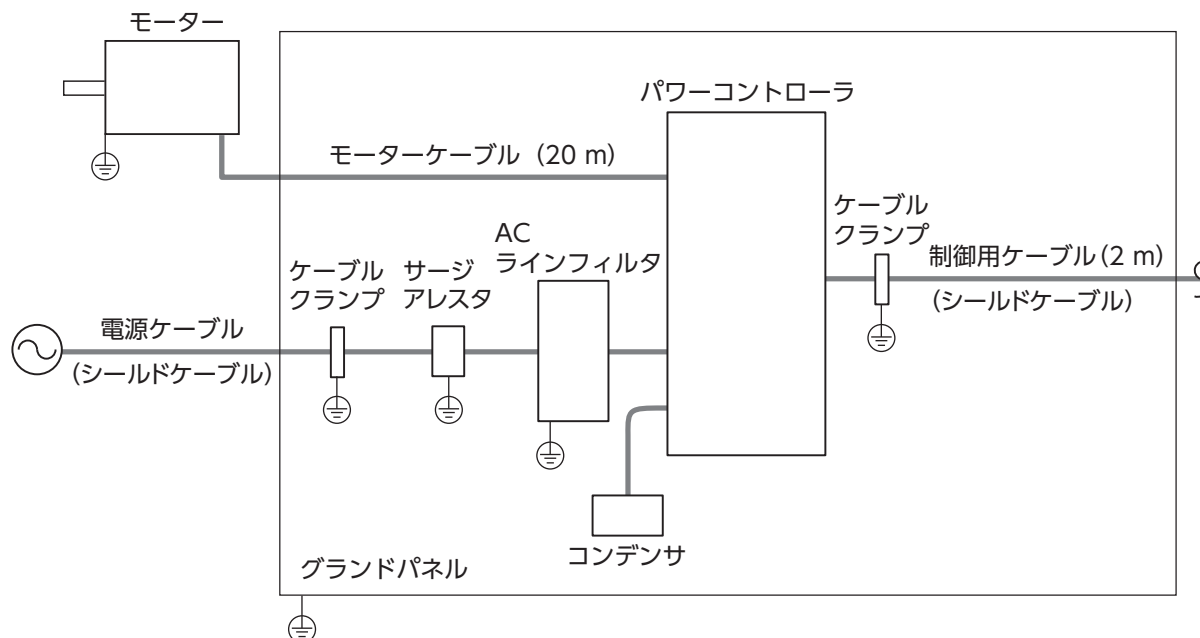 モーター
パワーコントローラ
モーターケーブル (20 m)
ケーブル
クランプ
制御用ケーブル (2 m)
(シールドケーブル)
AC
ラインフィルタ
ケーブル
クランプ
サージ
アレスタ
電源ケーブル
(シールドケーブル)
コンデンサ
グランドパネル